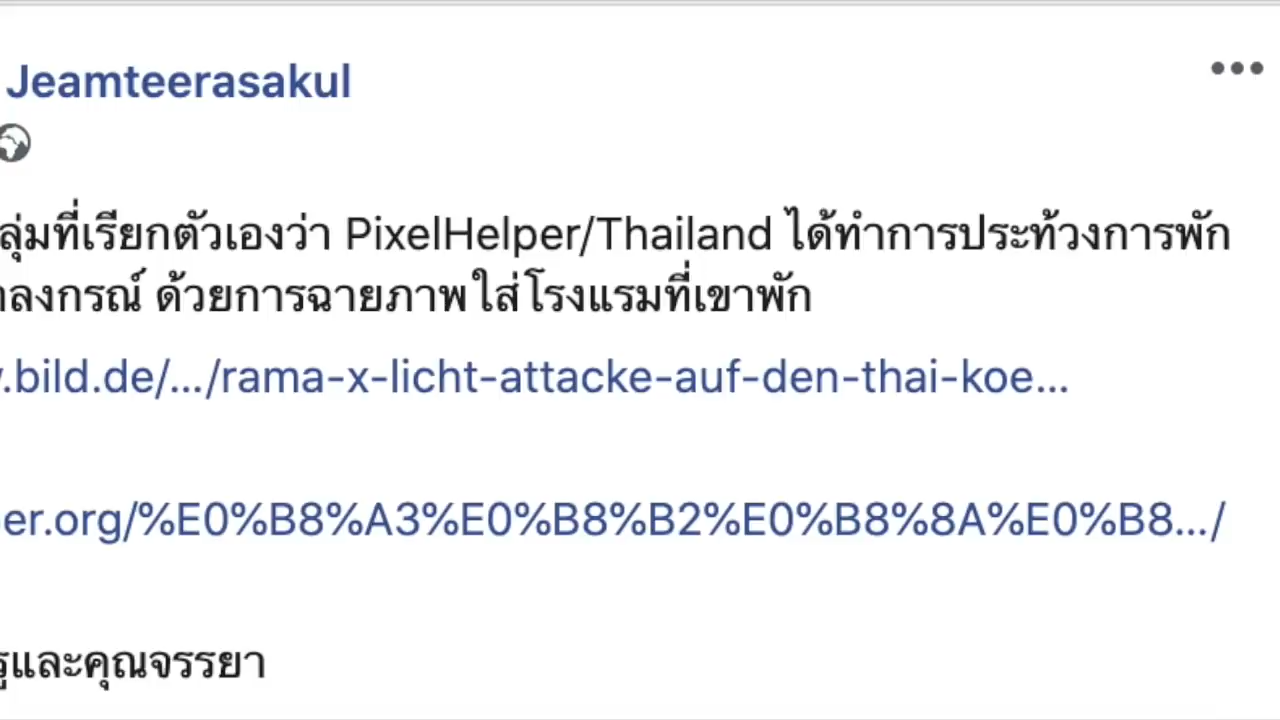 Jeamteerasakul
ลุ่มที่เรียกตัวเองว่า PixelHelper/Thailand ได้ทำการประท้วงการพัก
าลงกรณ์ ด้วยการฉายภาพใส่โรงแรมที่เขาพัก
.bild.de/.../rama-x-licht-attacke-auf-den-thai-koe...
er.org/%E0%B8%A3%E0%B8%B2%E0%B8%8A%E0%B8.../
รูและคุณจรรยา